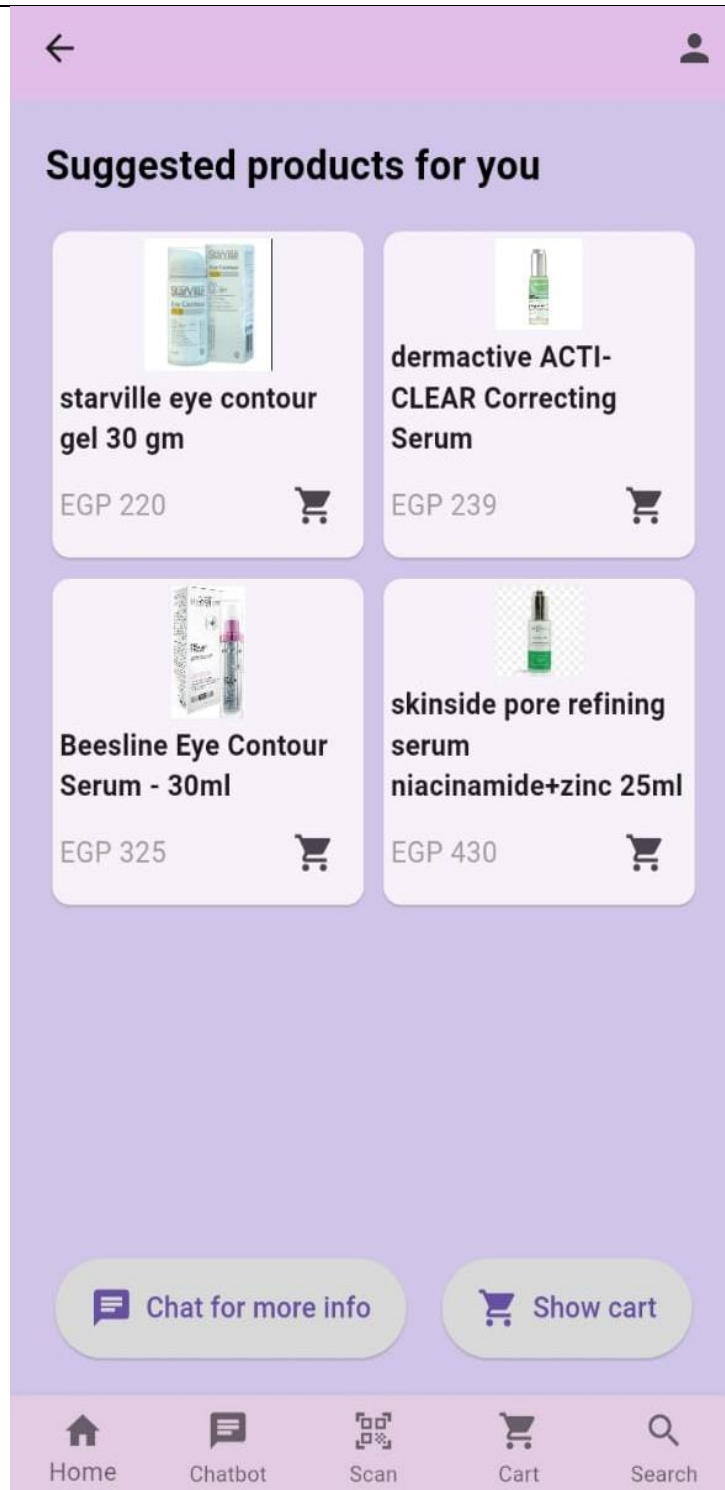 Suggested products for you
starville eye contour
gel 30 gm
EGP 220
dermactive ACTI-
CLEAR Correcting
Serum
EGP 239
Beesline Eye Contour
Serum - 30ml
EGP 325
skinside pore refining
serum
niacinamide+zinc 25ml
EGP 430
Chat for more info
Show cart
Home
Chatbot
Scan
Cart
Search